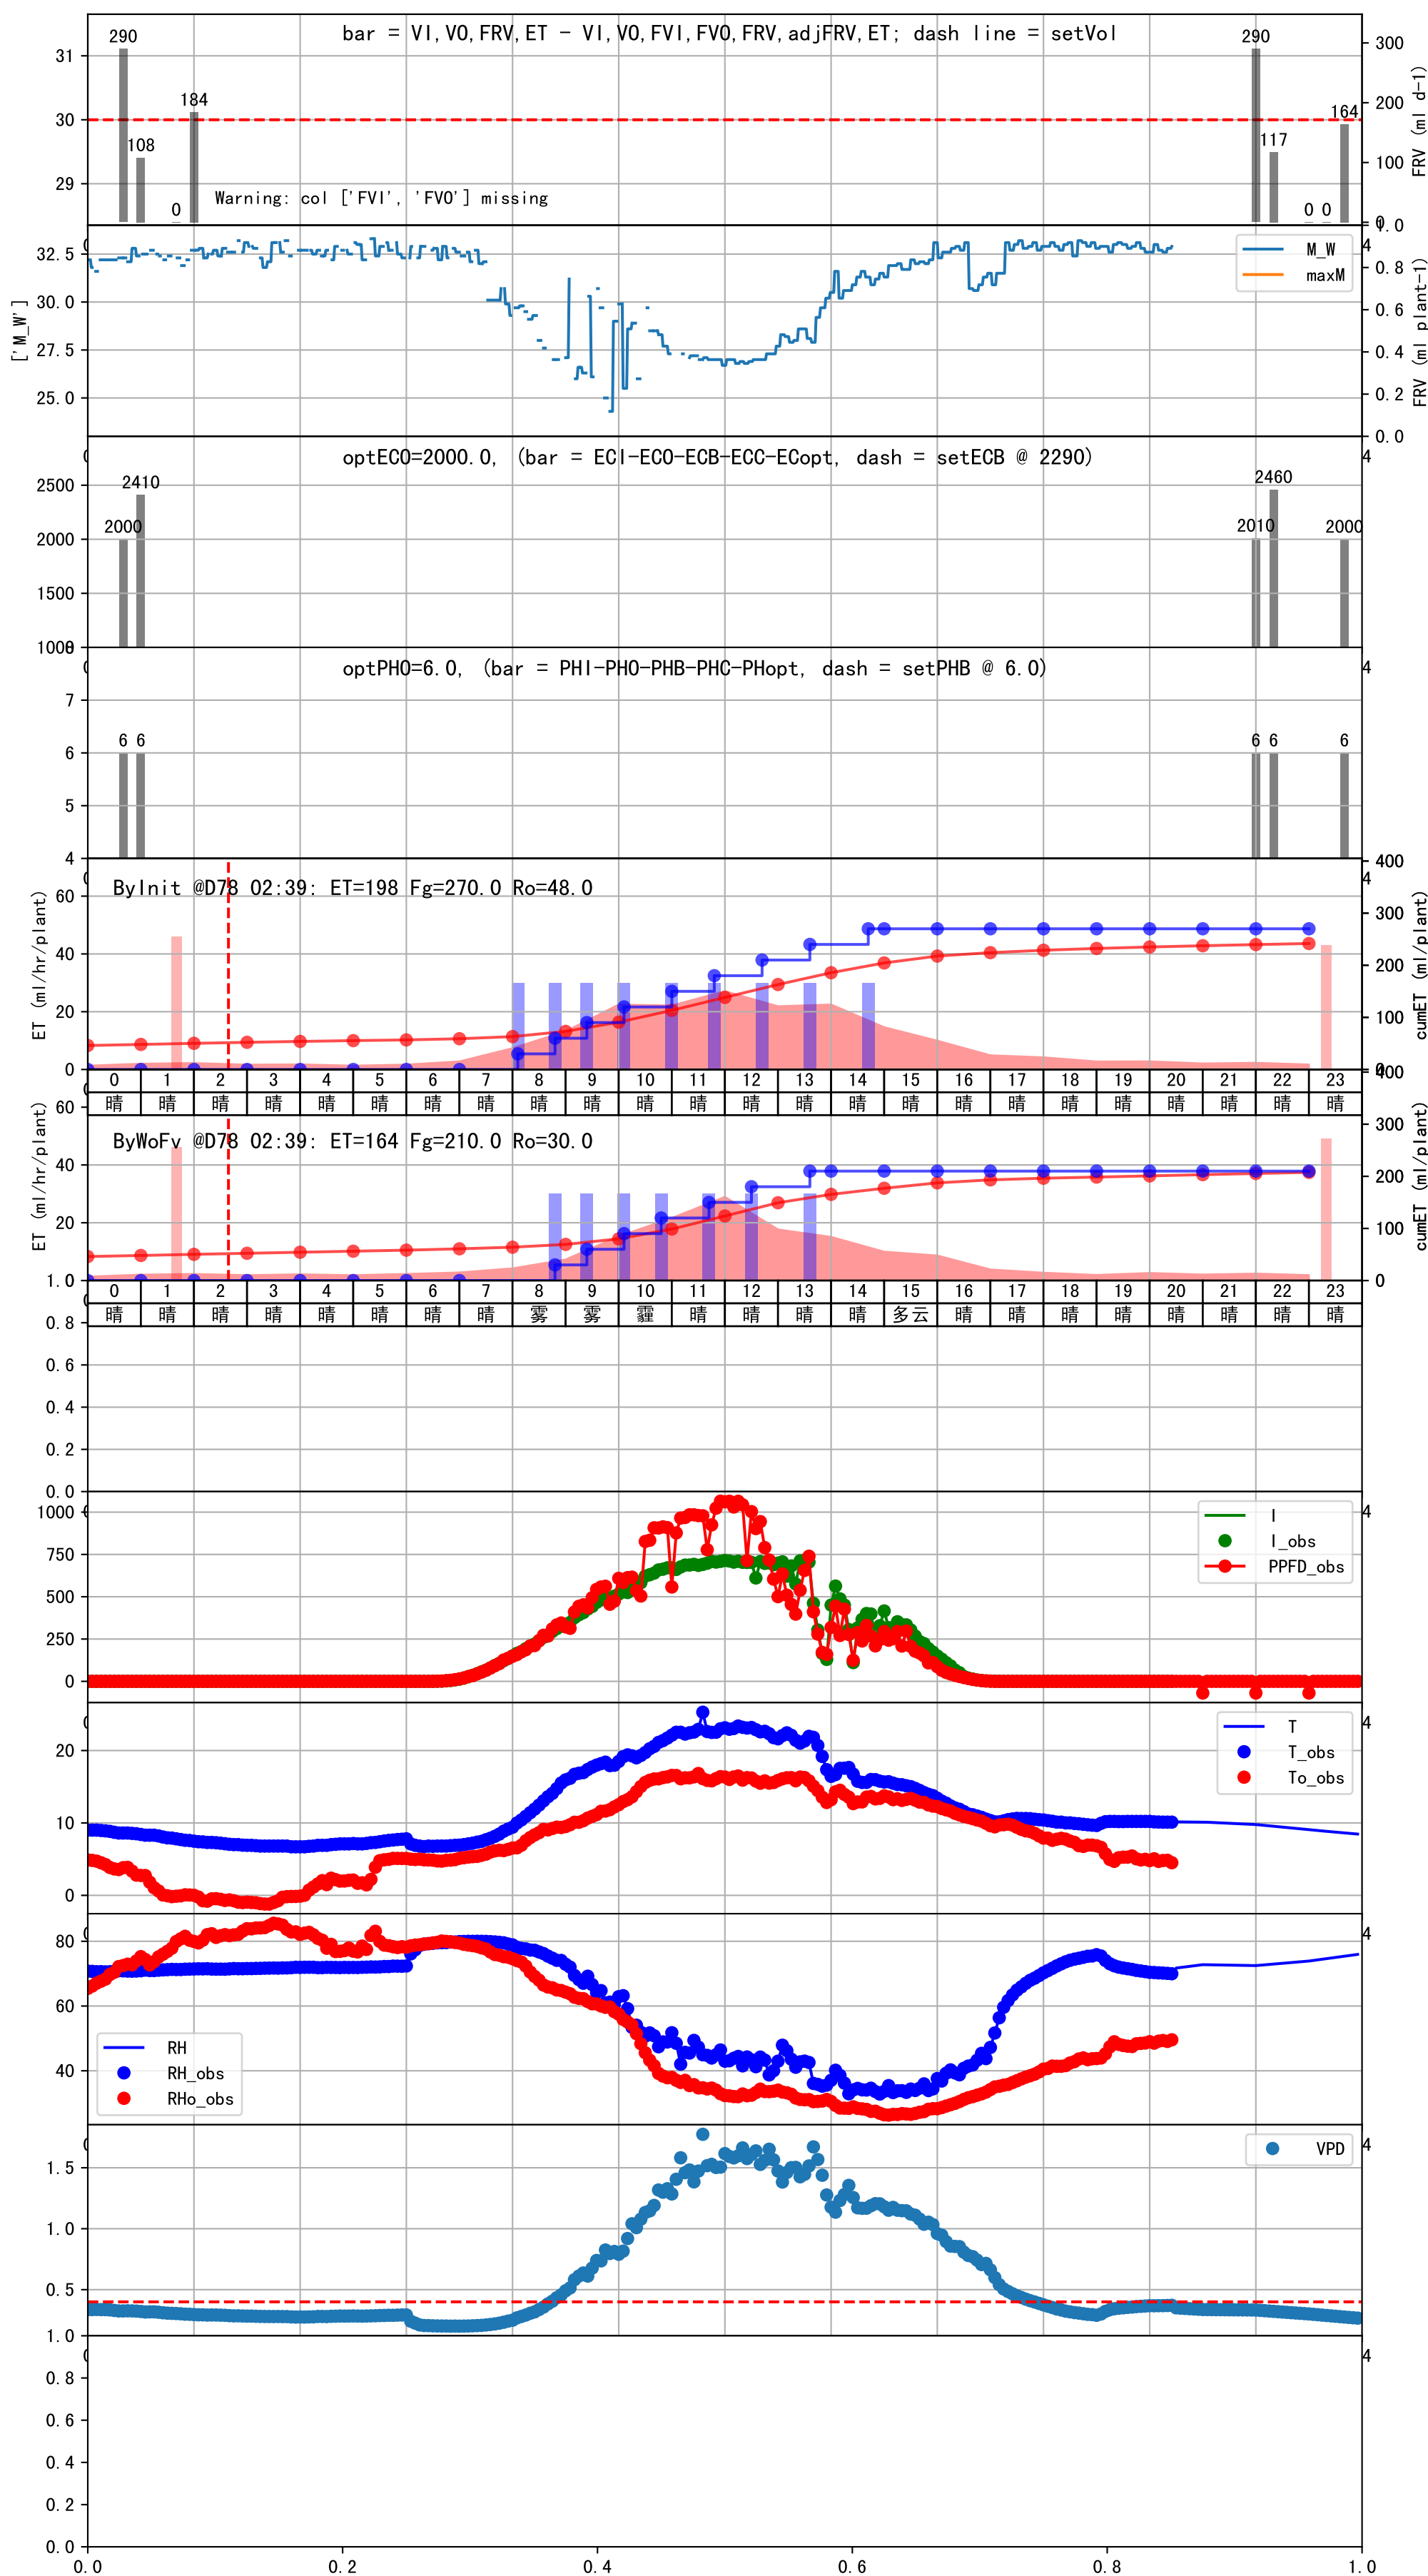 bar = VI,VO,FRV,ET - VI,VO,FVI,FVO,FRV,adjFRV,ET; dash line = setVol
290
108
0
184
290
117
0 0
164
31
30
29
300
200
100
0
FRV (ml d-1)
Warning: col ['FVI', 'FVO'] missing
['M_W']
32.5
30.0
27.5
25.0
M_W
maxM
1.0
0.8
0.6
0.4
0.2
0.0
FRV (ml plant-1)
optECO=2000.0, (bar = ECI-ECO-ECB-ECC-ECopt, dash = setECB @ 2290)
2500
2000
1500
1000
2000
2410
2010
2460
2000
optPHO=6.0, (bar = PHI-PHO-PHB-PHC-PHopt, dash = setPHB @ 6.0)
7
6
5
4
6 6
6 6
6
ByInit @D78 02:39: ET=198 Fg=270.0 Ro=48.0
ET (ml/hr/plant)
60
40
20
0
400
300
200
100
0
cumET (ml/plant)
0 1 2 3 4 5 6 7 8 9 10 11 12 13 14 15 16 17 18 19 20 21 22 23
晴 晴 晴 晴 晴 晴 晴 晴 晴 晴 晴 晴 晴 晴 晴 晴 晴 晴 晴 晴 晴 晴 晴 晴
ByWoFv @D78 02:39: ET=164 Fg=210.0 Ro=30.0
ET (ml/hr/plant)
60
40
20
400
300
200
100
0
cumET (ml/plant)
0 1 2 3 4 5 6 7 8 9 10 11 12 13 14 15 16 17 18 19 20 21 22 23
晴 晴 晴 晴 晴 晴 晴 晴 雾 雾 霾 晴 晴 晴 晴 多云 晴 晴 晴 晴 晴 晴 晴 晴
1.0
0.8
0.6
0.4
0.2
0.0
1000
750
500
250
0
I
I_obs
PPFD_obs
20
10
0
T
T_obs
To_obs
80
60
40
RH
RH_obs
RHo_obs
1.5
1.0
0.5
VPD
1.0
0.8
0.6
0.4
0.2
0.0
0.0 0.2 0.4 0.6 0.8 1.0